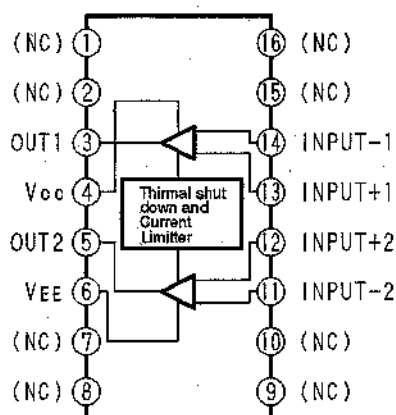 (NC) 1 16 (NC)
(NC) 2 15 (NC)
OUT1 3 14 INPUT-1
Vcc 4 13 INPUT+1
Thirmal shut
down and
Current
Limitter
OUT2 5 12 INPUT+2
VEE 6 11 INPUT-2
(NC) 7 10 (NC)
(NC) 8 9 (NC)